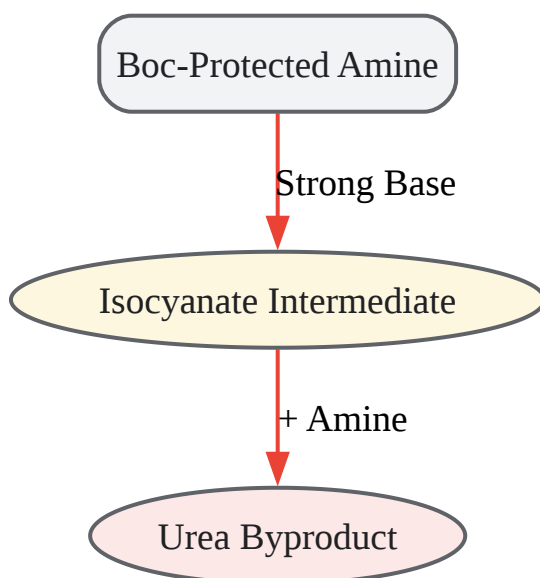 Boc-Protected Amine
Strong Base
Isocyanate Intermediate
+ Amine
Urea Byproduct